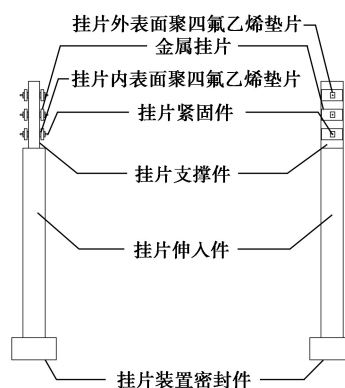 挂片外表面聚四氟乙烯垫片
金属挂片
挂片内表面聚四氟乙烯垫片
挂片紧固件
挂片支撑件
挂片伸入件
挂片装置密封件